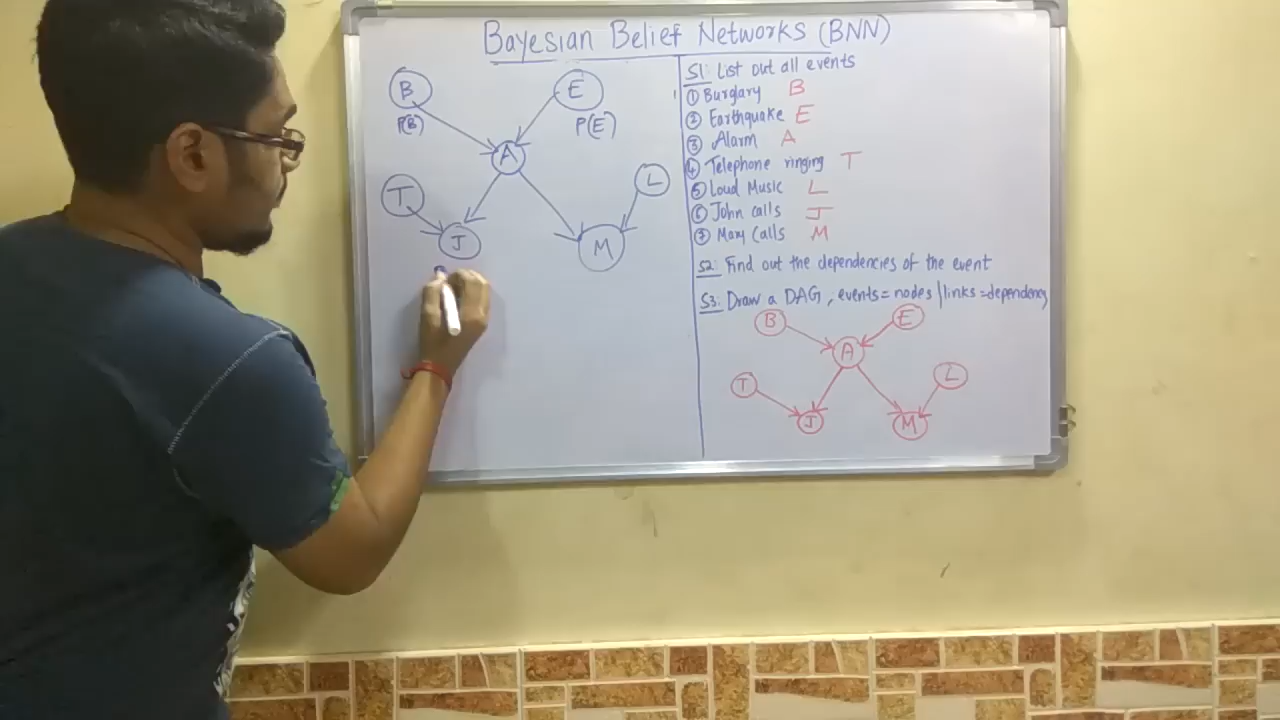 Bayesian Belief Networks (BNN)
B
E
P(B)
P(E)
A
T
L
J
M
S1: List out all events
① Burglary B
② Earthquake E
③ Alarm A
④ Telephone ringing T
⑤ Loud Music L
⑥ John calls J
⑦ Mary Calls M
S2: Find out the dependencies of the event
S3: Draw a DAG, events = nodes / links = dependency
B
E
A
T
L
J
M